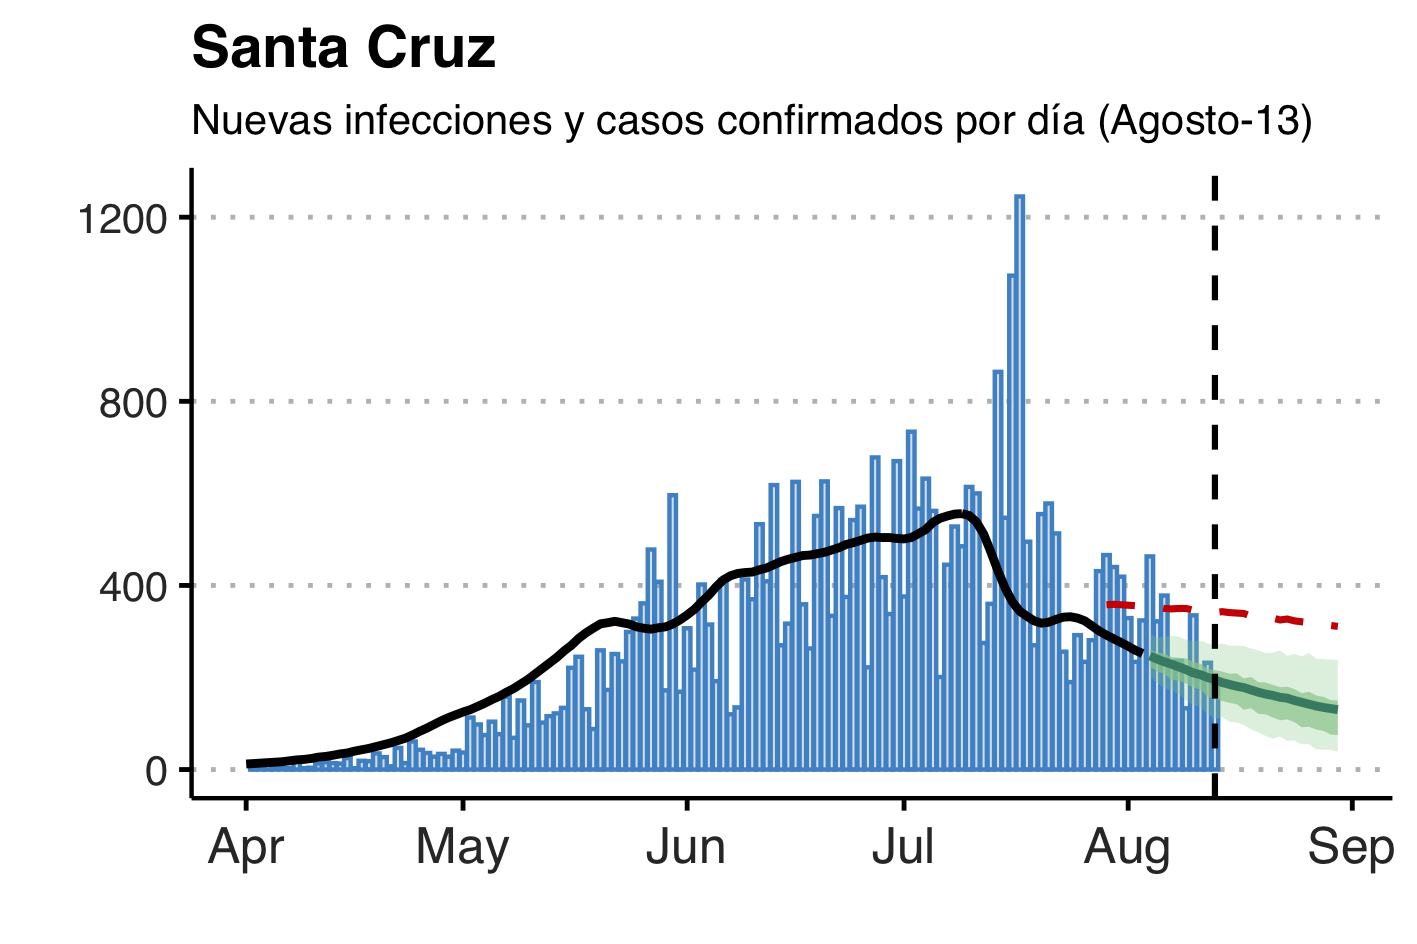 Santa Cruz
Nuevas infecciones y casos confirmados por día (Agosto-13)
1200
800
400
0
Apr May Jun Jul Aug Sep